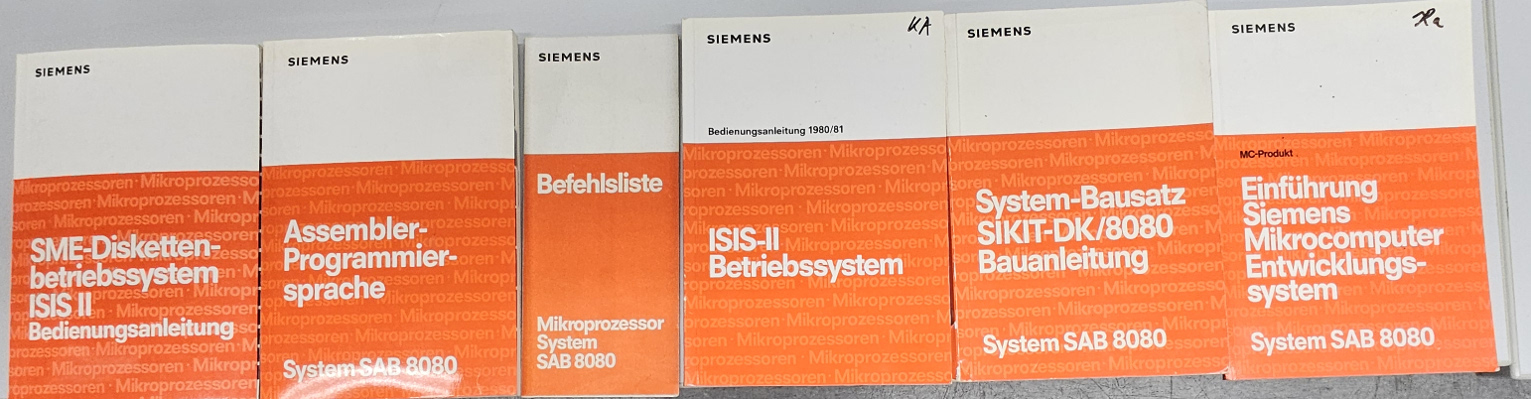 SIEMENS
SME-Disketten-
betriebssystem
ISIS II
Bedienungsanleitung
SIEMENS
Assembler-
Programmier-
sprache
System SAB 8080
SIEMENS
Befehlsliste
Mikroprozessor
System
SAB 8080
KA
SIEMENS
Bedienungsanleitung 1980/81
Mikroprozessoren · Mikroprozesso
ISIS-II
Betriebssystem
SIEMENS
System-Bausatz
SIKIT-DK/8080
Bauanleitung
System SAB 8080
SIEMENS
MC-Produkt
Einführung
Siemens
Mikrocomputer
Entwicklungs-
system
System SAB 8080